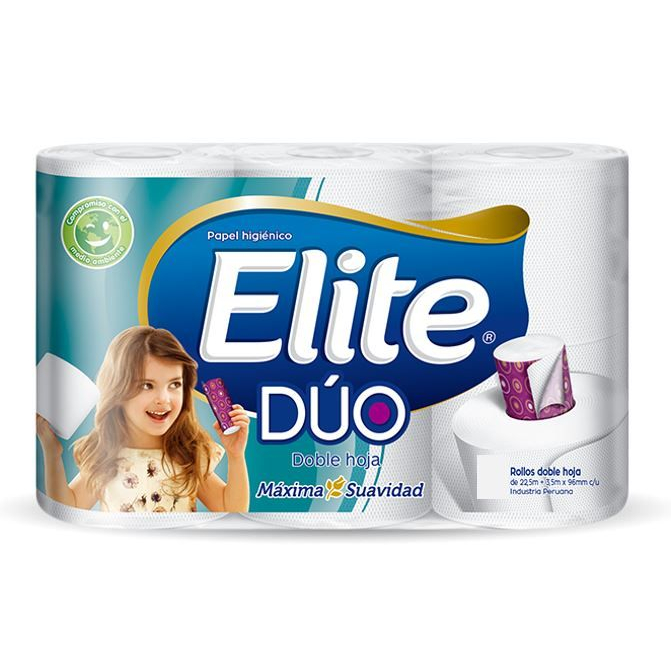 Compromiso con el
medio ambiente
Papel higiénico
Elite®
DÚO
Doble hoja
Máxima Suavidad
Rollos doble hoja
de 22,5m + 3,5m x 96mm c/u
Industria Peruana